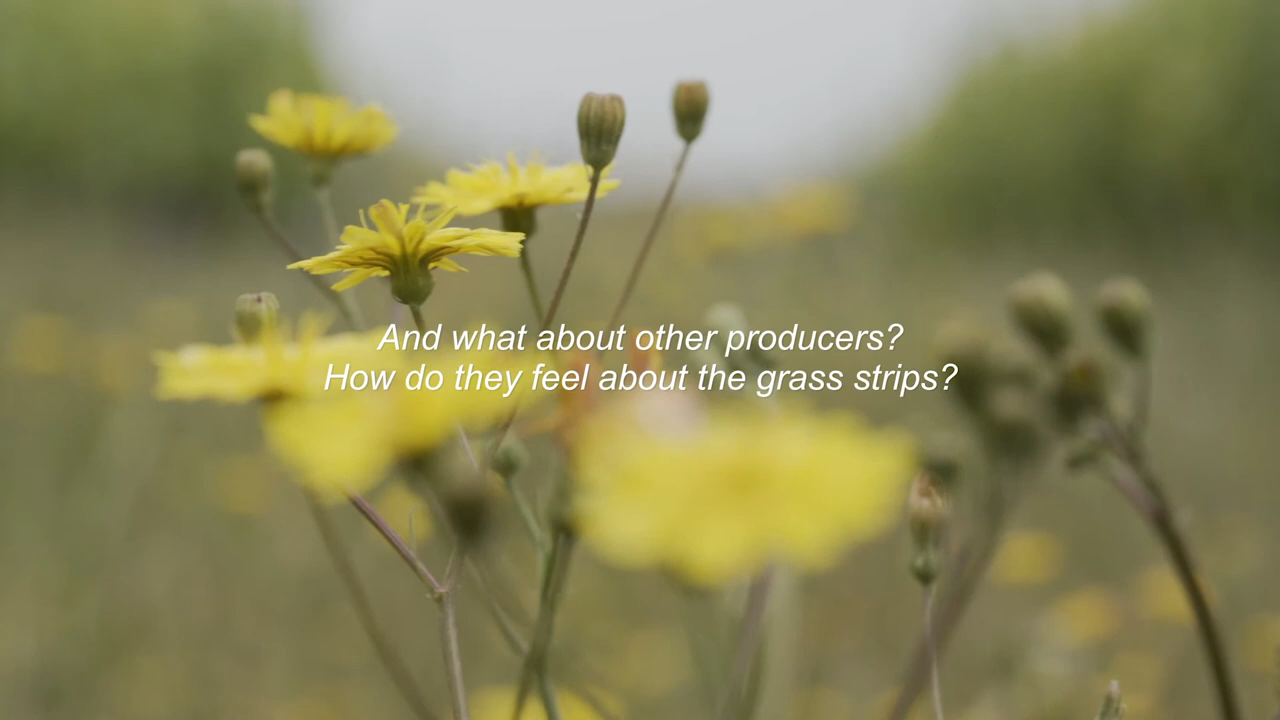 And what about other producers?
How do they feel about the grass strips?